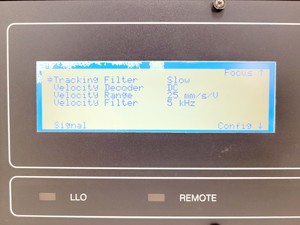 Focus ↑
*Tracking Filter Slow
Velocity Decoder DC
Velocity Range 25 mm/s/V
Velocity Filter 5 kHz
Signal Config ↓
LLO REMOTE